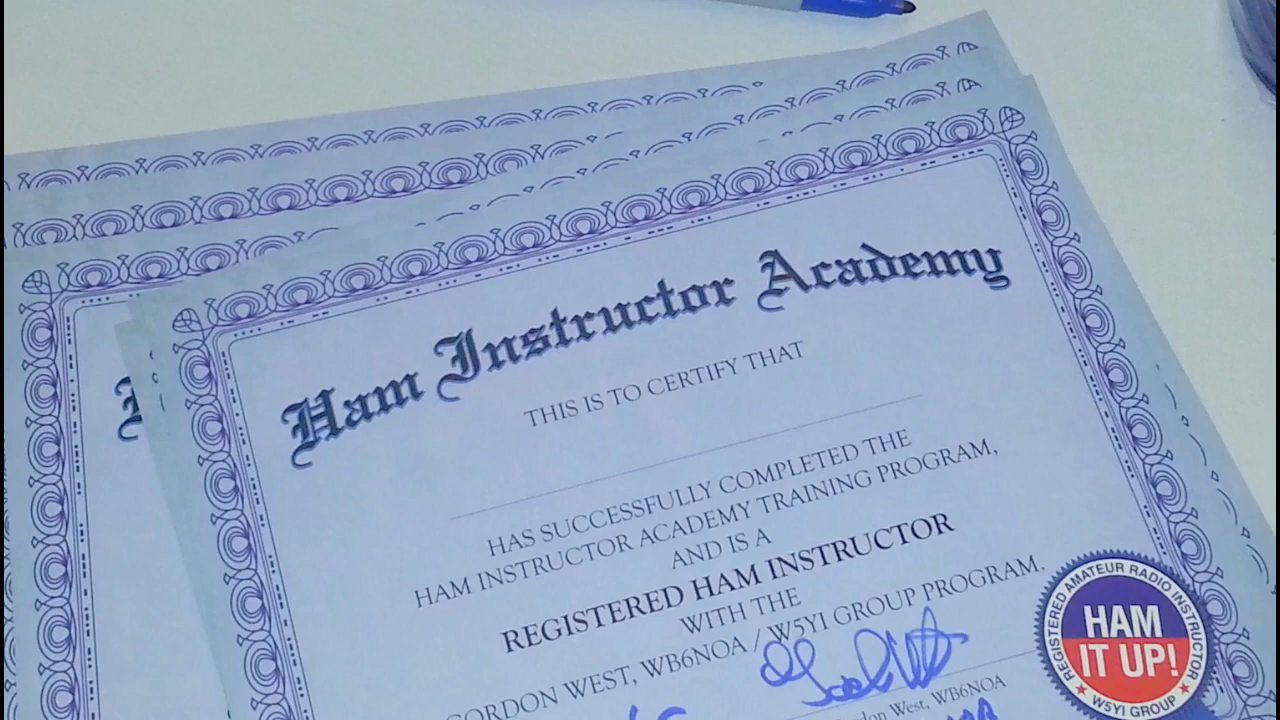 Ham Instructor Academy
THIS IS TO CERTIFY THAT
HAS SUCCESSFULLY COMPLETED THE
HAM INSTRUCTOR ACADEMY TRAINING PROGRAM,
AND IS A
REGISTERED HAM INSTRUCTOR
WITH THE
GORDON WEST, WB6NOA / W5YI GROUP PROGRAM.
West, WB6NOA
REGISTERED AMATEUR RADIO INSTRUCTOR
HAM
IT UP!
W5YI GROUP